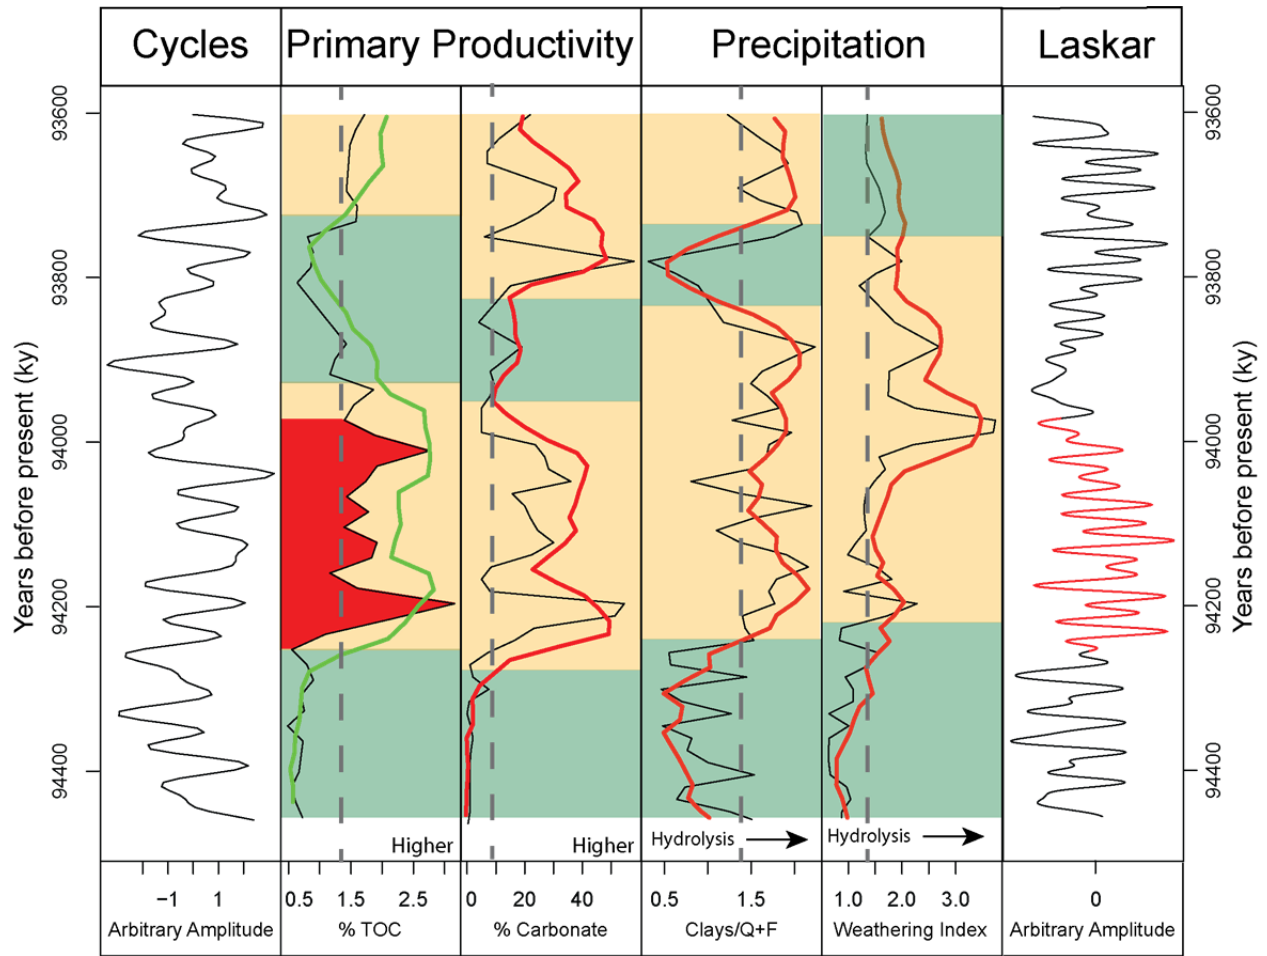 Cycles Primary Productivity Precipitation Laskar
Years before present (ky)
93600
93800
94000
94200
94400
Higher
Higher
Hydrolysis
Hydrolysis
93600
93800
94000
94200
94400
Years before present (ky)
−1 1 0.5 1.5 2.5 0 20 40 0.5 1.5 1.0 2.0 3.0 0
Arbitrary Amplitude % TOC % Carbonate Clays/Q+F Weathering Index Arbitrary Amplitude